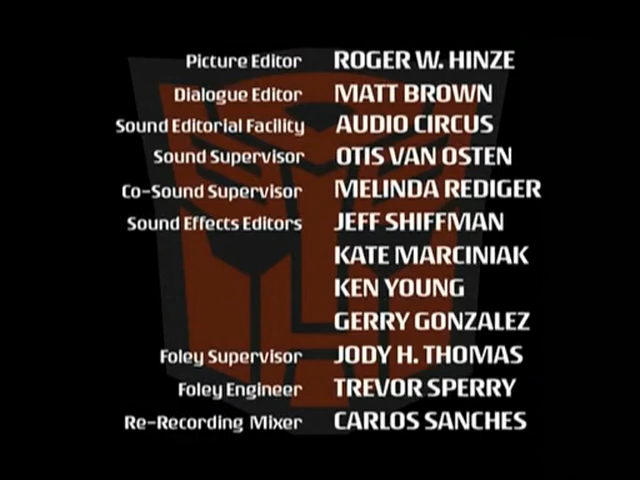 Picture Editor ROGER W. HINZE
Dialogue Editor MATT BROWN
Sound Editorial Facility AUDIO CIRCUS
Sound Supervisor OTIS VAN OSTEN
Co-Sound Supervisor MELINDA REDIGER
Sound Effects Editors JEFF SHIFFMAN
KATE MARCINIAK
KEN YOUNG
GERRY GONZALEZ
Foley Supervisor JODY H. THOMAS
Foley Engineer TREVOR SPERRY
Re-Recording Mixer CARLOS SANCHES